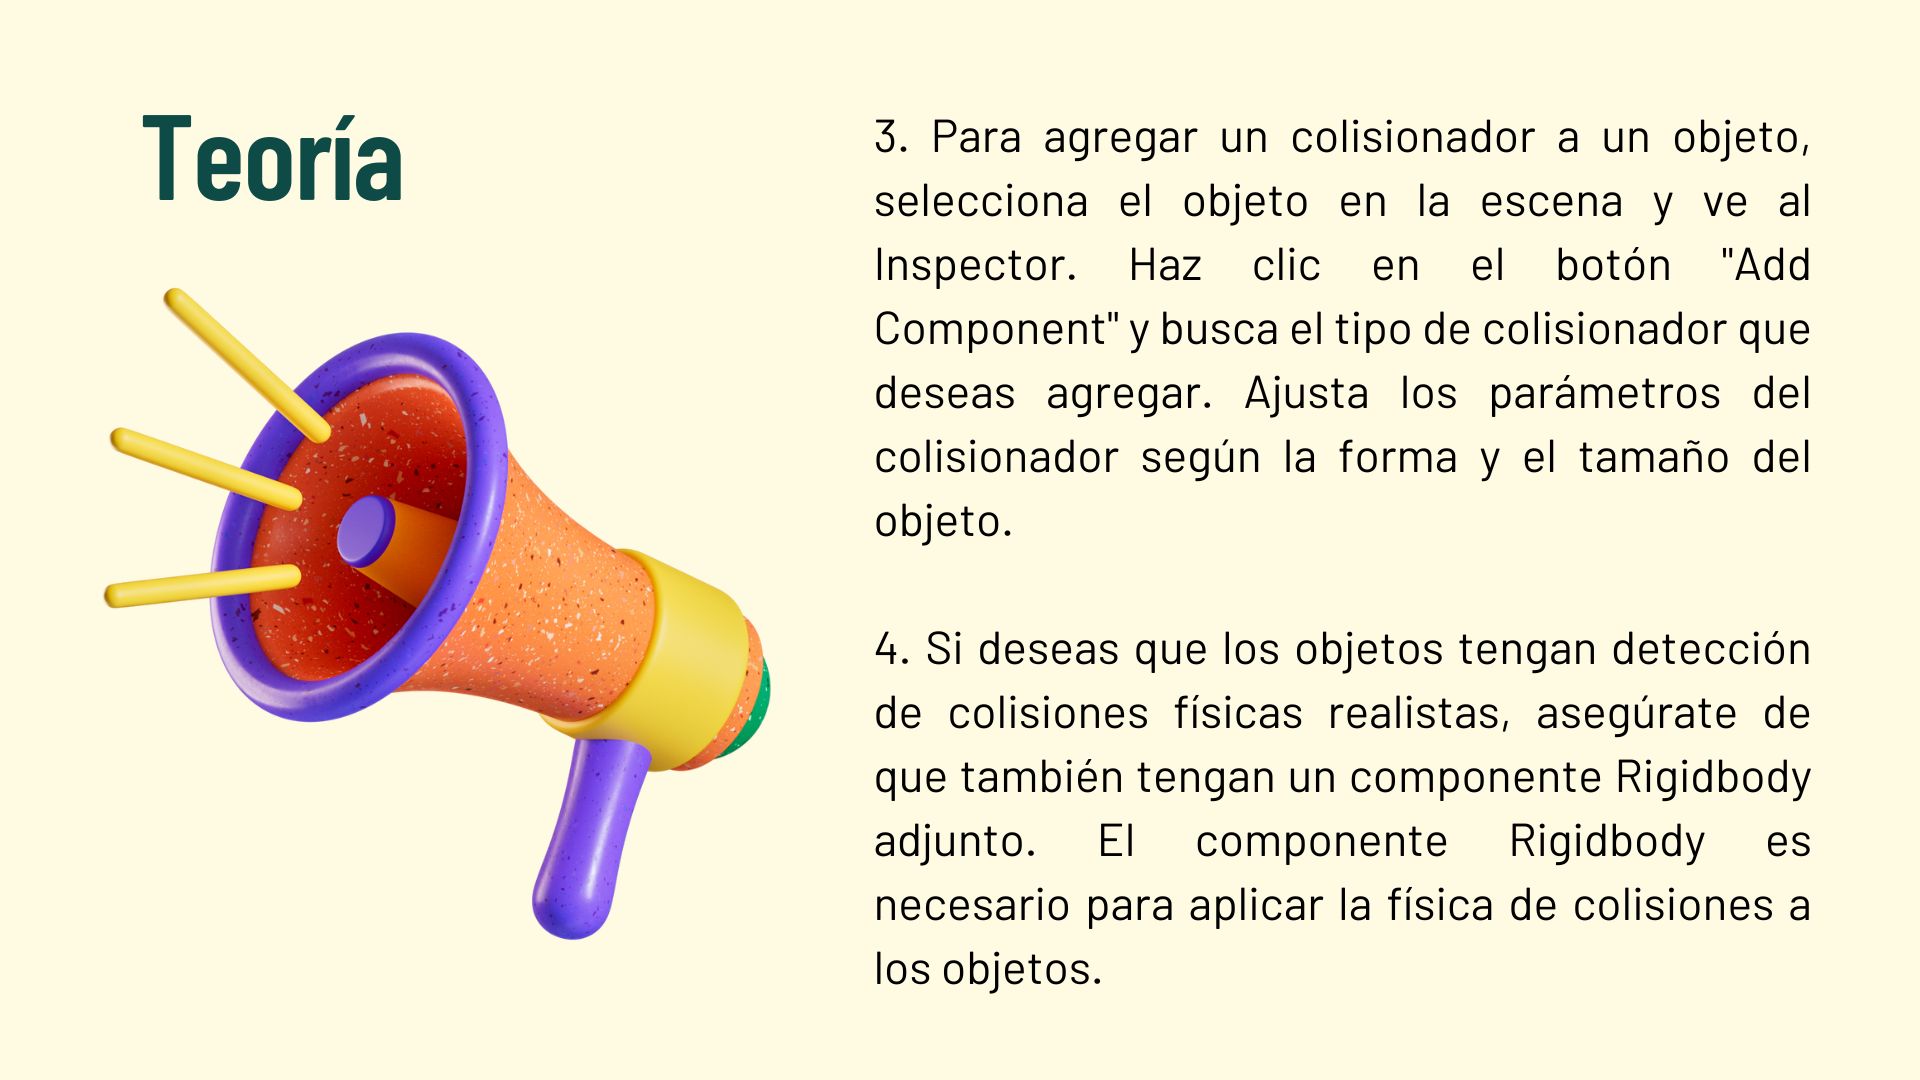 Teoría
3. Para agregar un colisionador a un objeto,
selecciona el objeto en la escena y ve al
Inspector. Haz clic en el botón "Add
Component" y busca el tipo de colisionador que
deseas agregar. Ajusta los parámetros del
colisionador según la forma y el tamaño del
objeto.
4. Si deseas que los objetos tengan detección
de colisiones físicas realistas, asegúrate de
que también tengan un componente Rigidbody
adjunto. El componente Rigidbody es
necesario para aplicar la física de colisiones a
los objetos.